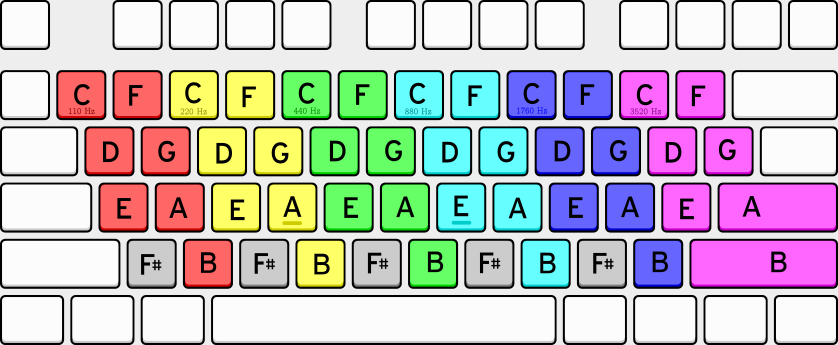 C F C F C F C F C F C F
110 Hz 220 Hz 440 Hz 880 Hz 1760 Hz 3520 Hz
D G D G D G D G D G D G
E A E A E A E A E A E A
F# B F# B F# B F# B F# B B